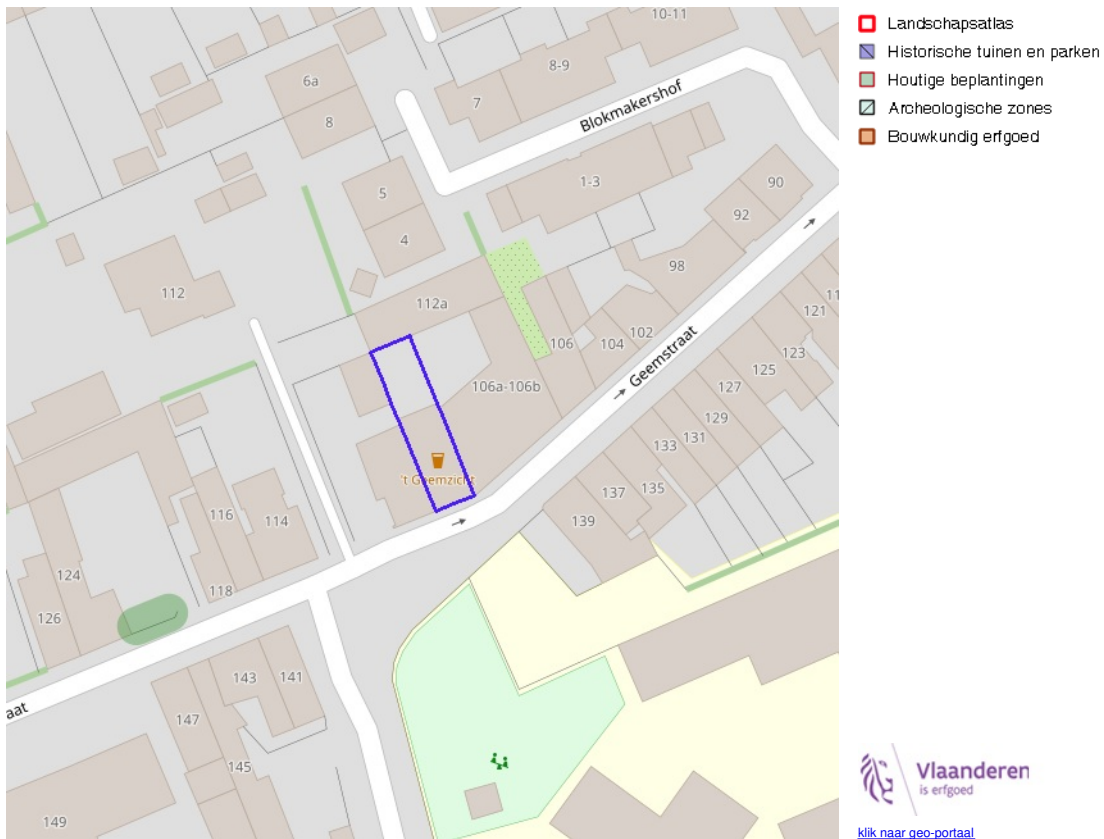 10-11
8-9
6a
7
8
Blokmakershof
1-3
90
5
92
4
98
112
112a
121
106
104
102
Geemstraat
123
125
106a-106b
127
129
131
133
't Geemzicht
137
135
116
114
139
124
118
126
143
141
147
145
149
Landschapsatlas
Historische tuinen en parken
Houtige beplantingen
Archeologische zones
Bouwkundig erfgoed
Vlaanderen
is erfgoed
klik naar geo-portaal